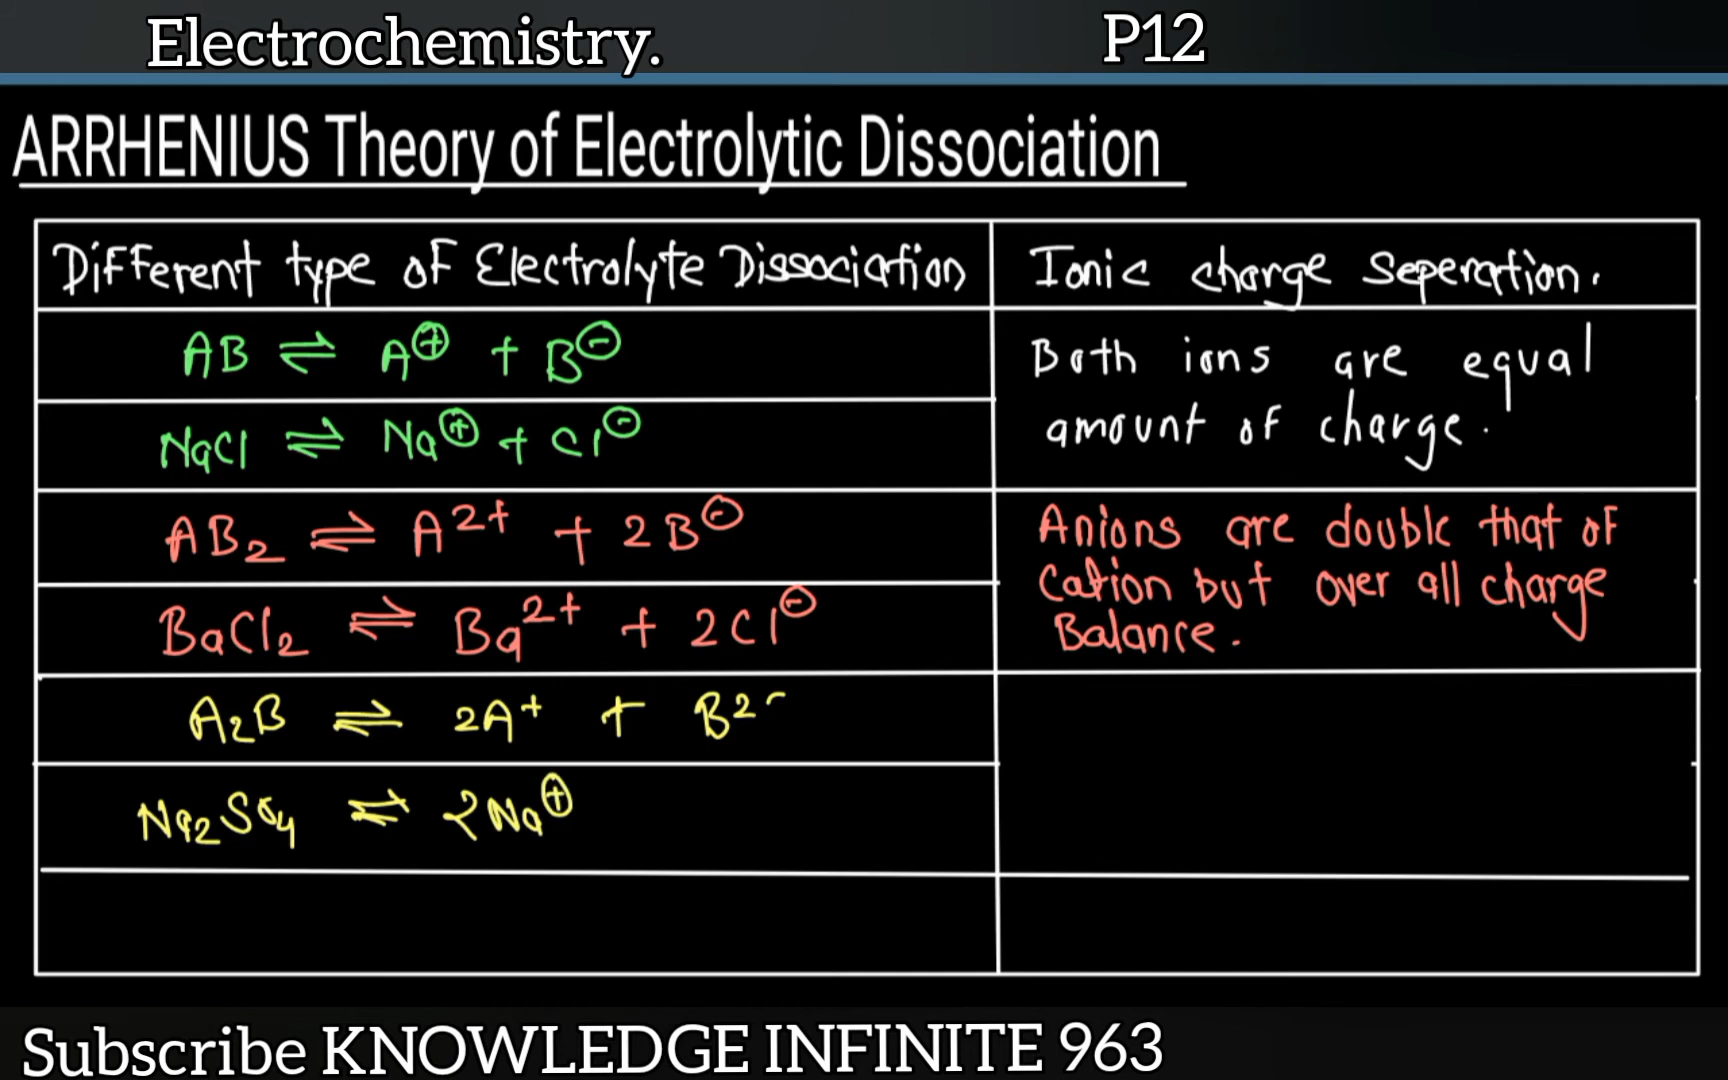 Electrochemistry. P12
ARRHENIUS Theory of Electrolytic Dissociation
Different type of Electrolyte Dissociation
Ionic charge Seperation.
AB ⇌ A⊕ + B⊖
Both ions are equal
amount of charge.
NaCl ⇌ Na⊕ + Cl⊖
AB₂ ⇌ A²⁺ + 2B⊖
Anions are double that of
Cation but over all charge
Balance.
BaCl₂ ⇌ Ba²⁺ + 2Cl⊖
A₂B ⇌ 2A⁺ + B²⁻
Na₂SO₄ ⇌ 2Na⊕
Subscribe KNOWLEDGE INFINITE 963